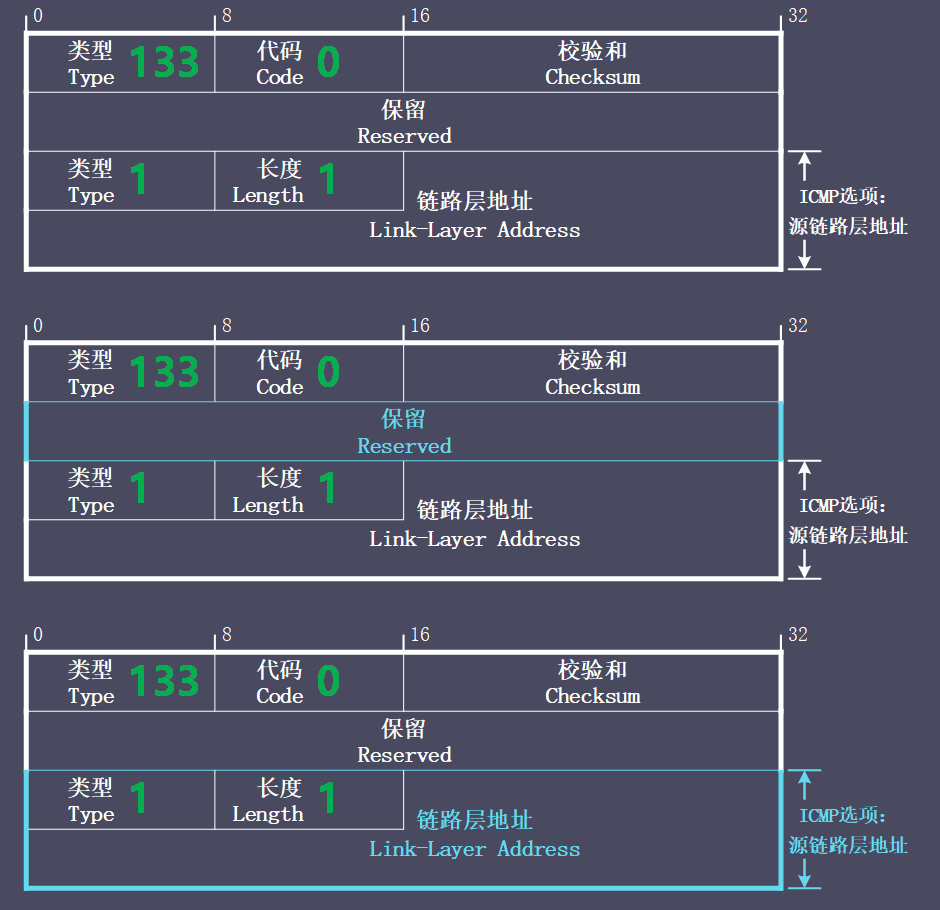 0 8 16 32
类型 133 代码 0 校验和
Type Code Checksum
保留
Reserved
类型 1 长度 1
Type Length
链路层地址
Link-Layer Address
ICMP选项:
源链路层地址
0 8 16 32
类型 133 代码 0 校验和
Type Code Checksum
保留
Reserved
类型 1 长度 1
Type Length
链路层地址
Link-Layer Address
ICMP选项:
源链路层地址
0 8 16 32
类型 133 代码 0 校验和
Type Code Checksum
保留
Reserved
类型 1 长度 1
Type Length
链路层地址
Link-Layer Address
ICMP选项:
源链路层地址